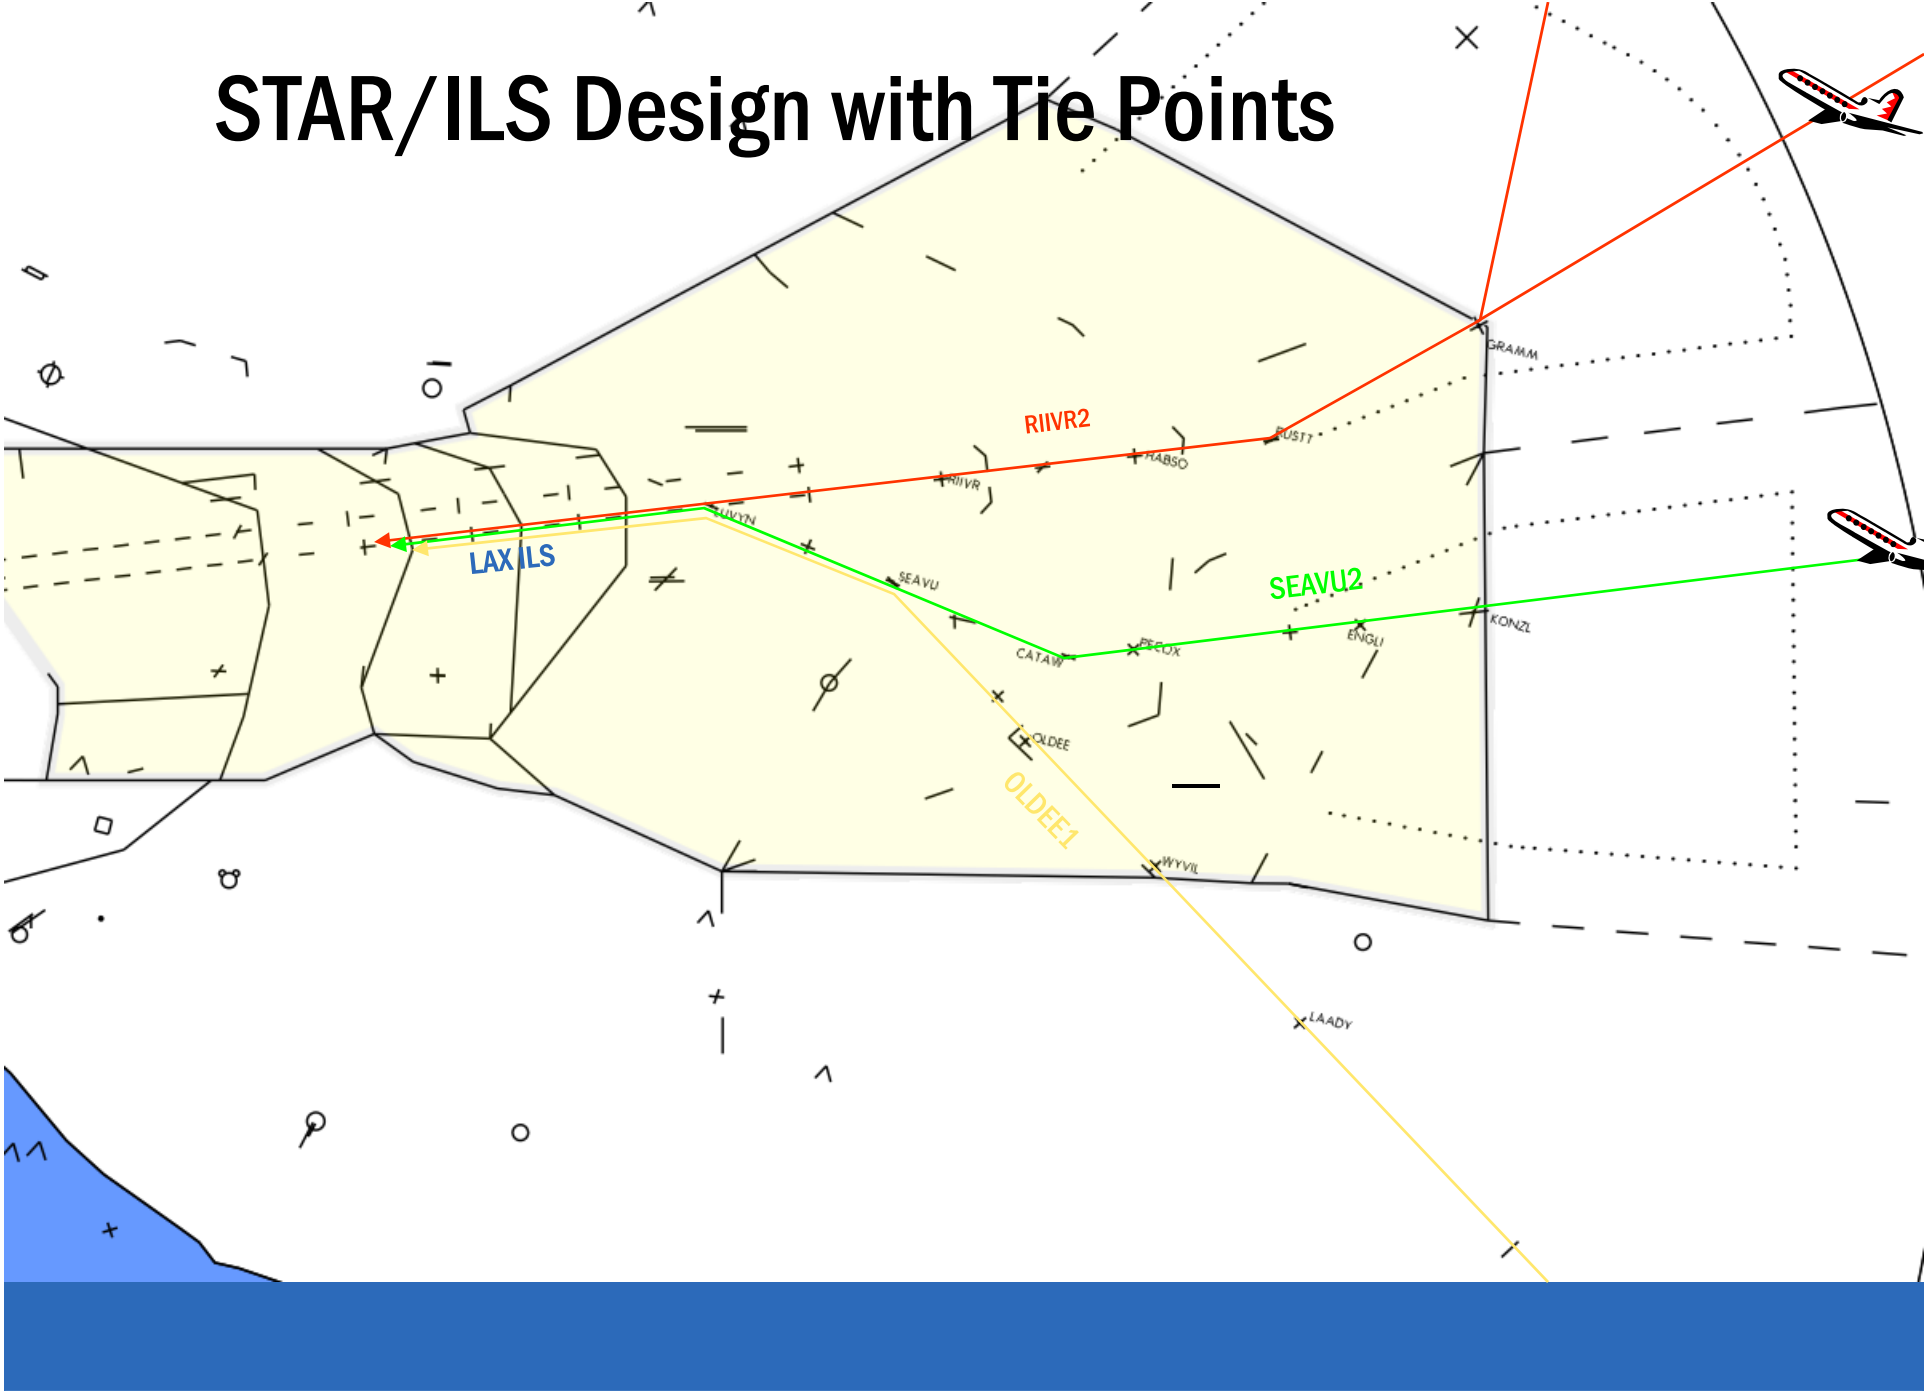 STAR/ILS Design with Tie Points
GRAMM
RIIVR2
RUSTT
HABSO
RIIVR
LUVYN
LAX ILS
SEAVU
SEAVU2
KONZL
ENGLI
PECOX
CATAW
OLDEE
OLDEE1
WYVIL
LAADY